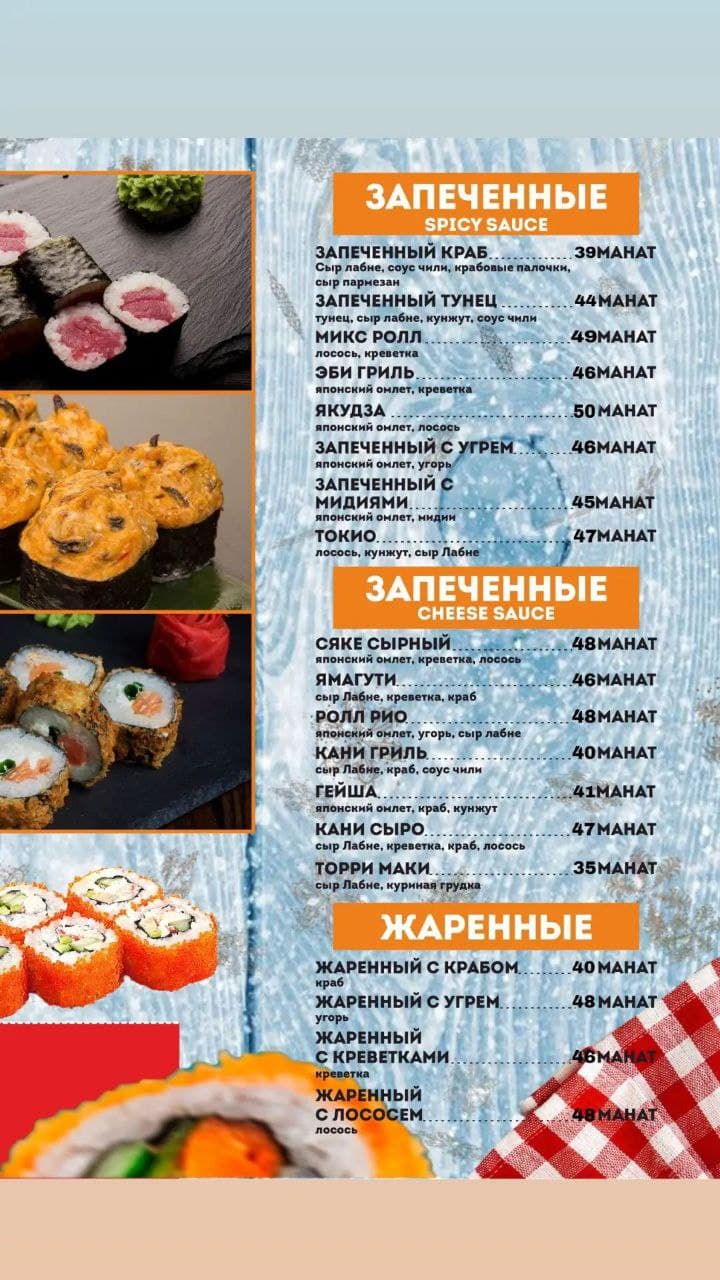 ЗАПЕЧЕННЫЕ
SPICY SAUCE
ЗАПЕЧЕННЫЙ КРАБ............39МАНАТ
Сыр лабне, соус чили, крабовые палочки,
сыр пармезан
ЗАПЕЧЕННЫЙ ТУНЕЦ..........44МАНАТ
тунец, сыр лабне, кунжут, соус чили
МИКС РОЛЛ.....................49МАНАТ
лосось, креветка
ЭБИ ГРИЛЬ......................46МАНАТ
японский омлет, креветка
ЯКУДЗА.........................50 МАНАТ
японский омлет, лосось
ЗАПЕЧЕННЫЙ С УГРЕМ........46МАНАТ
японский омлет, угорь
ЗАПЕЧЕННЫЙ С
МИДИЯМИ......................45МАНАТ
японский омлет, мидии
ТОКИО...........................47МАНАТ
лосось, кунжут, сыр Лабне
ЗАПЕЧЕННЫЕ
CHEESE SAUCE
СЯКЕ СЫРНЫЙ................48МАНАТ
японский омлет, креветка, лосось
ЯМАГУТИ.......................46МАНАТ
сыр Лабне, креветка, краб
РОЛЛ РИО......................48МАНАТ
японский омлет, угорь, сыр лабне
КАНИ ГРИЛЬ...................40МАНАТ
сыр Лабне, краб, соус чили
ГЕЙША..........................41МАНАТ
японский омлет, краб, кунжут
КАНИ СЫРО....................47МАНАТ
сыр Лабне, креветка, краб, лосось
ТОРРИ МАКИ...................35МАНАТ
сыр Лабне, куриная грудка
ЖАРЕННЫЕ
ЖАРЕННЫЙ С КРАБОМ.......40 МАНАТ
краб
ЖАРЕННЫЙ С УГРЕМ.........48 МАНАТ
угорь
ЖАРЕННЫЙ
С КРЕВЕТКАМИ................46МАНАТ
креветка
ЖАРЕННЫЙ
С ЛОСОСЕМ....................48МАНАТ
лосось